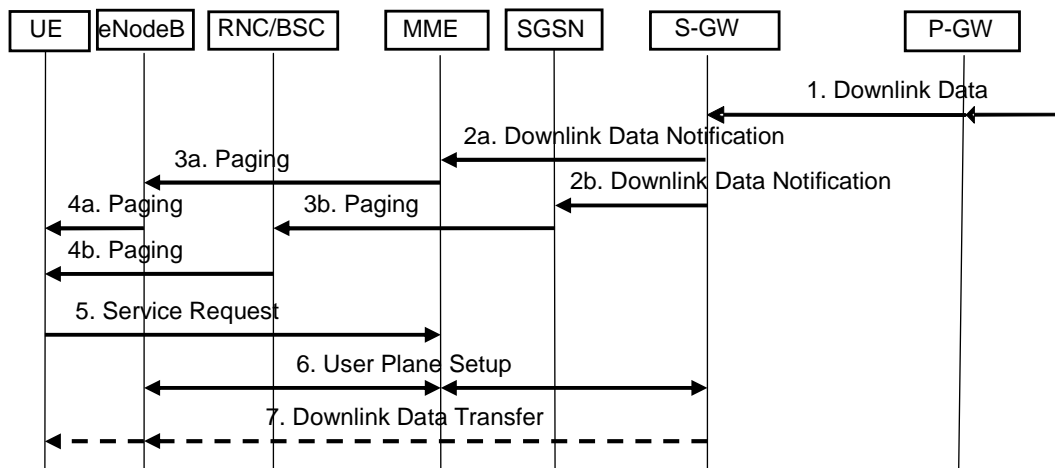 UE eNodeB RNC/BSC MME SGSN S-GW P-GW
1. Downlink Data
2a. Downlink Data Notification
3a. Paging
2b. Downlink Data Notification
4a. Paging 3b. Paging
4b. Paging
5. Service Request
6. User Plane Setup
7. Downlink Data Transfer